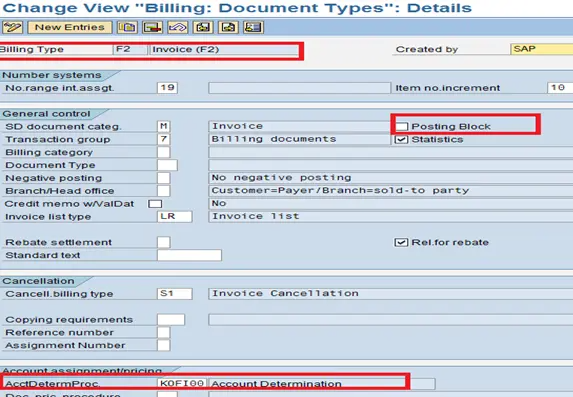 Change View "Billing: Document Types": Details
New Entries
Billing Type F2 Invoice (F2) Created by SAP
Number systems
No.range int.assgt. 19 Item no.increment 10
General control
SD document categ. M Invoice Posting Block
Transaction group 7 Billing documents Statistics
Billing category
Document Type
Negative posting No negative posting
Branch/Head office Customer=Payer/Branch=sold-to party
Credit memo w/ValDat No
Invoice list type LR Invoice list
Rebate settlement Rel.for rebate
Standard text
Cancellation
Cancell.billing type S1 Invoice Cancellation
Copying requirements
Reference number
Assignment Number
Account assignment/pricing
AcctDetermProc. KOFI00 Account Determination
Doc. pric. procedure